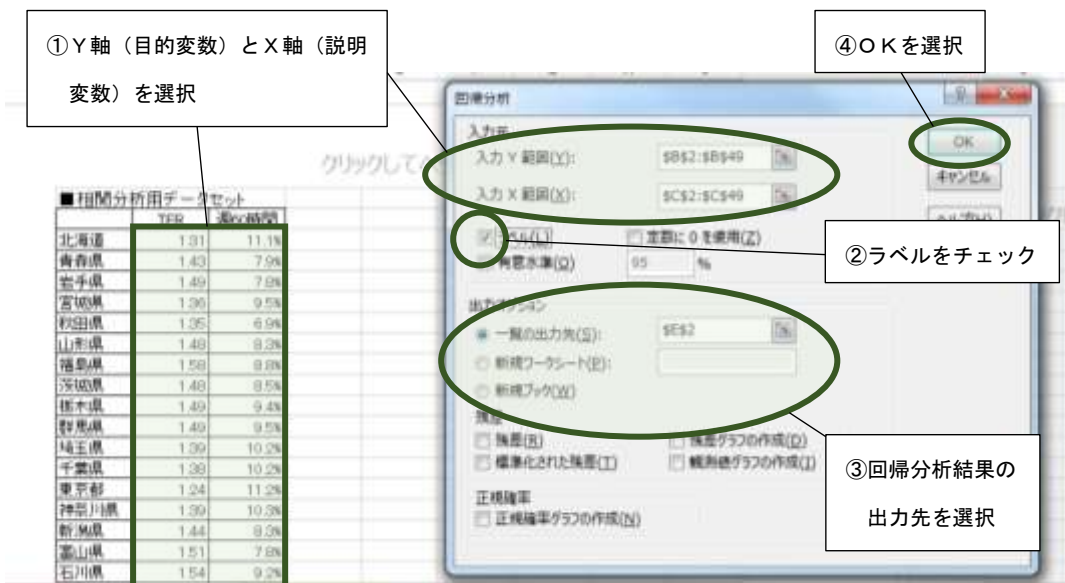 ①Y軸(目的変数)とX軸(説明
変数)を選択
④OKを選択
回帰分析
入力元
入力 Y 範囲(Y): $B$2:$B$49
OK
入力 X 範囲(X): $C$2:$C$49
キャンセル
クリックして
ラベル(L) 定数に 0 を使用(Z)
有意水準(O) 95 %
②ラベルをチェック
出力オプション
一覧の出力先(S): $E$2
新規ワークシート(P):
新規ブック(W)
残差
残差(R) 残差グラフの作成(D)
標準化された残差(T) 観測値グラフの作成(I)
正規確率
正規確率グラフの作成(N)
③回帰分析結果の
出力先を選択
■相関分析用データセット
TFR 週60時間
北海道 1.31 11.1%
青森県 1.43 7.9%
岩手県 1.49 7.8%
宮城県 1.36 9.5%
秋田県 1.35 6.9%
山形県 1.48 8.3%
福島県 1.58 8.8%
茨城県 1.48 8.5%
栃木県 1.49 9.4%
群馬県 1.49 9.5%
埼玉県 1.39 10.2%
千葉県 1.38 10.2%
東京都 1.24 11.2%
神奈川県 1.39 10.3%
新潟県 1.44 8.3%
富山県 1.51 7.8%
石川県 1.54 9.2%